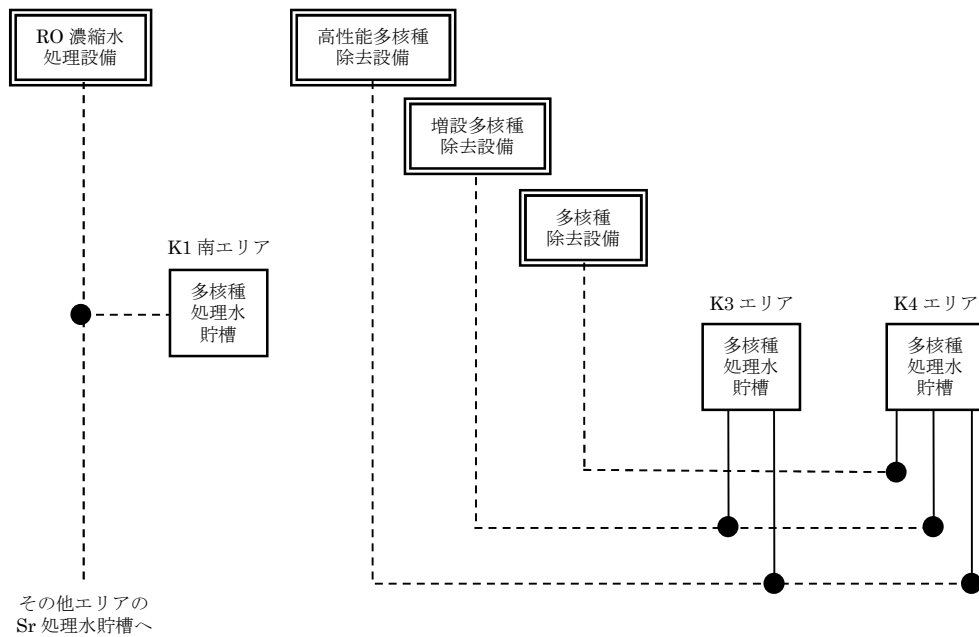 RO 濃縮水
処理設備
高性能多核種
除去設備
増設多核種
除去設備
多核種
除去設備
K1 南エリア
多核種
処理水
貯槽
K3 エリア
多核種
処理水
貯槽
K4 エリア
多核種
処理水
貯槽
その他エリアの
Sr 処理水貯槽へ